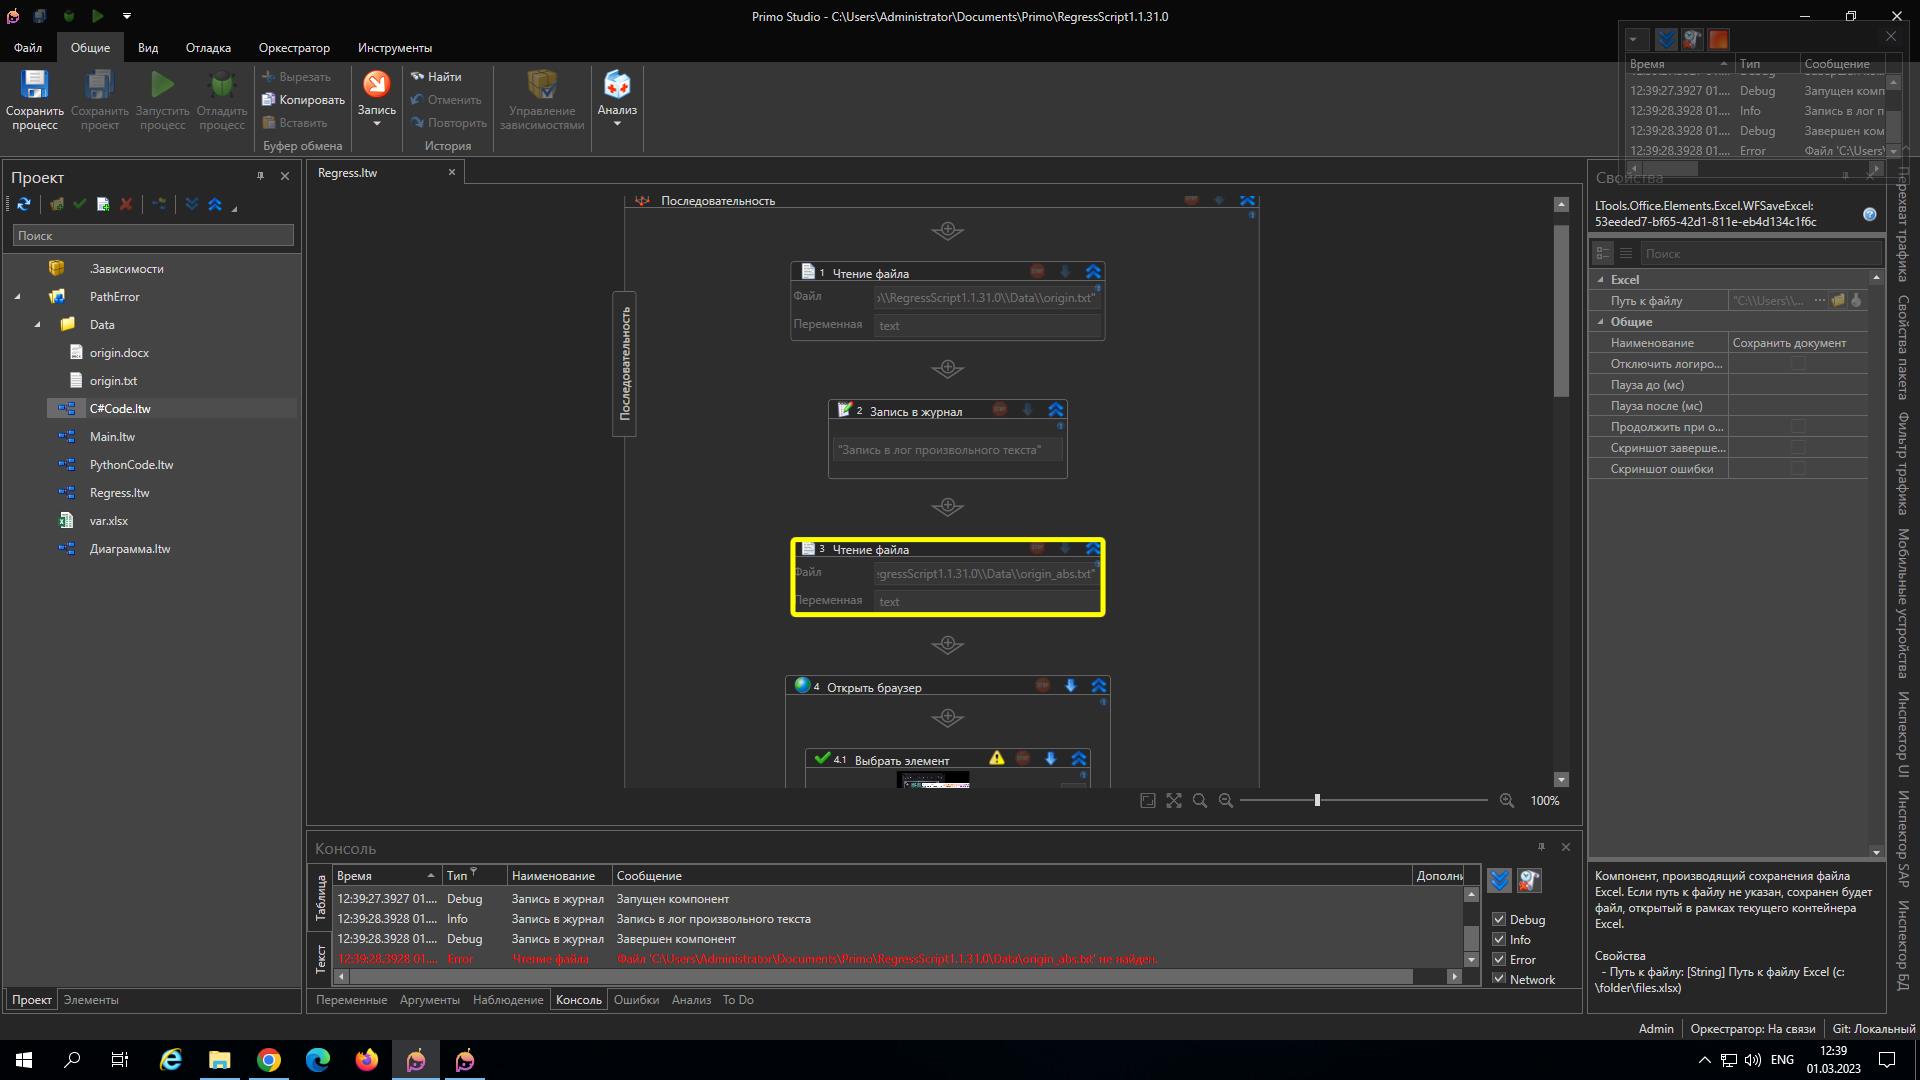 Primo Studio - C:\Users\Administrator\Documents\Primo\RegressScript1.1.31.0
Файл Общие Вид Отладка Оркестратор Инструменты
Сохранить процесс
Сохранить проект
Запустить процесс
Отладить процесс
Вырезать
Копировать
Вставить
Буфер обмена
Запись
Найти
Отменить
Повторить
История
Управление зависимостями
Анализ
Время Тип Сообщение
12:39:27.3927 01.... Debug Запущен комп
12:39:28.3928 01.... Info Запись в лог п
12:39:28.3928 01.... Debug Завершен ком
12:39:28.3928 01.... Error Файл 'C:\Users\
Проект
Поиск
.Зависимости
PathError
Data
origin.docx
origin.txt
C#Code.ltw
Main.ltw
PythonCode.ltw
Regress.ltw
var.xlsx
Диаграмма.ltw
Проект Элементы
Regress.ltw
Последовательность
Последовательность
1 Чтение файла
Файл \\RegressScript1.1.31.0\\Data\\origin.txt"
Переменная text
2 Запись в журнал
"Запись в лог произвольного текста"
3 Чтение файла
Файл egressScript1.1.31.0\\Data\\origin_abs.txt"
Переменная text
4 Открыть браузер
4.1 Выбрать элемент
100%
Консоль
Таблица
Текст
Время Тип Наименование Сообщение Дополни
12:39:27.3927 01.... Debug Запись в журнал Запущен компонент
12:39:28.3928 01.... Info Запись в журнал Запись в лог произвольного текста
12:39:28.3928 01.... Debug Запись в журнал Завершен компонент
12:39:28.3928 01.... Error Чтение файла Файл 'C:\Users\Administrator\Documents\Primo\RegressScript1.1.31.0\Data\origin_abs.txt' не найден.
Debug
Info
Error
Network
Переменные Аргументы Наблюдение Консоль Ошибки Анализ To Do
Свойства
LTools.Office.Elements.Excel.WFSaveExcel:
53eeded7-bf65-42d1-811e-eb4d134c1f6c
Поиск
Excel
Путь к файлу "C:\\Users\\... ...
Общие
Наименование Сохранить документ
Отключить логиро...
Пауза до (мс)
Пауза после (мс)
Продолжить при о...
Скриншот заверше...
Скриншот ошибки
Компонент, производящий сохранения файла
Excel. Если путь к файлу не указан, сохранен будет
файл, открытый в рамках текущего контейнера
Excel.
Свойства
- Путь к файлу: [String] Путь к файлу Excel (c:
\folder\files.xlsx)
Перехват трафика
Свойства пакета
Фильтр трафика
Мобильные устройства
Инспектор UI
Инспектор SAP
Инспектор БД
Admin Оркестратор: На связи Git: Локальный
ENG 12:39
01.03.2023